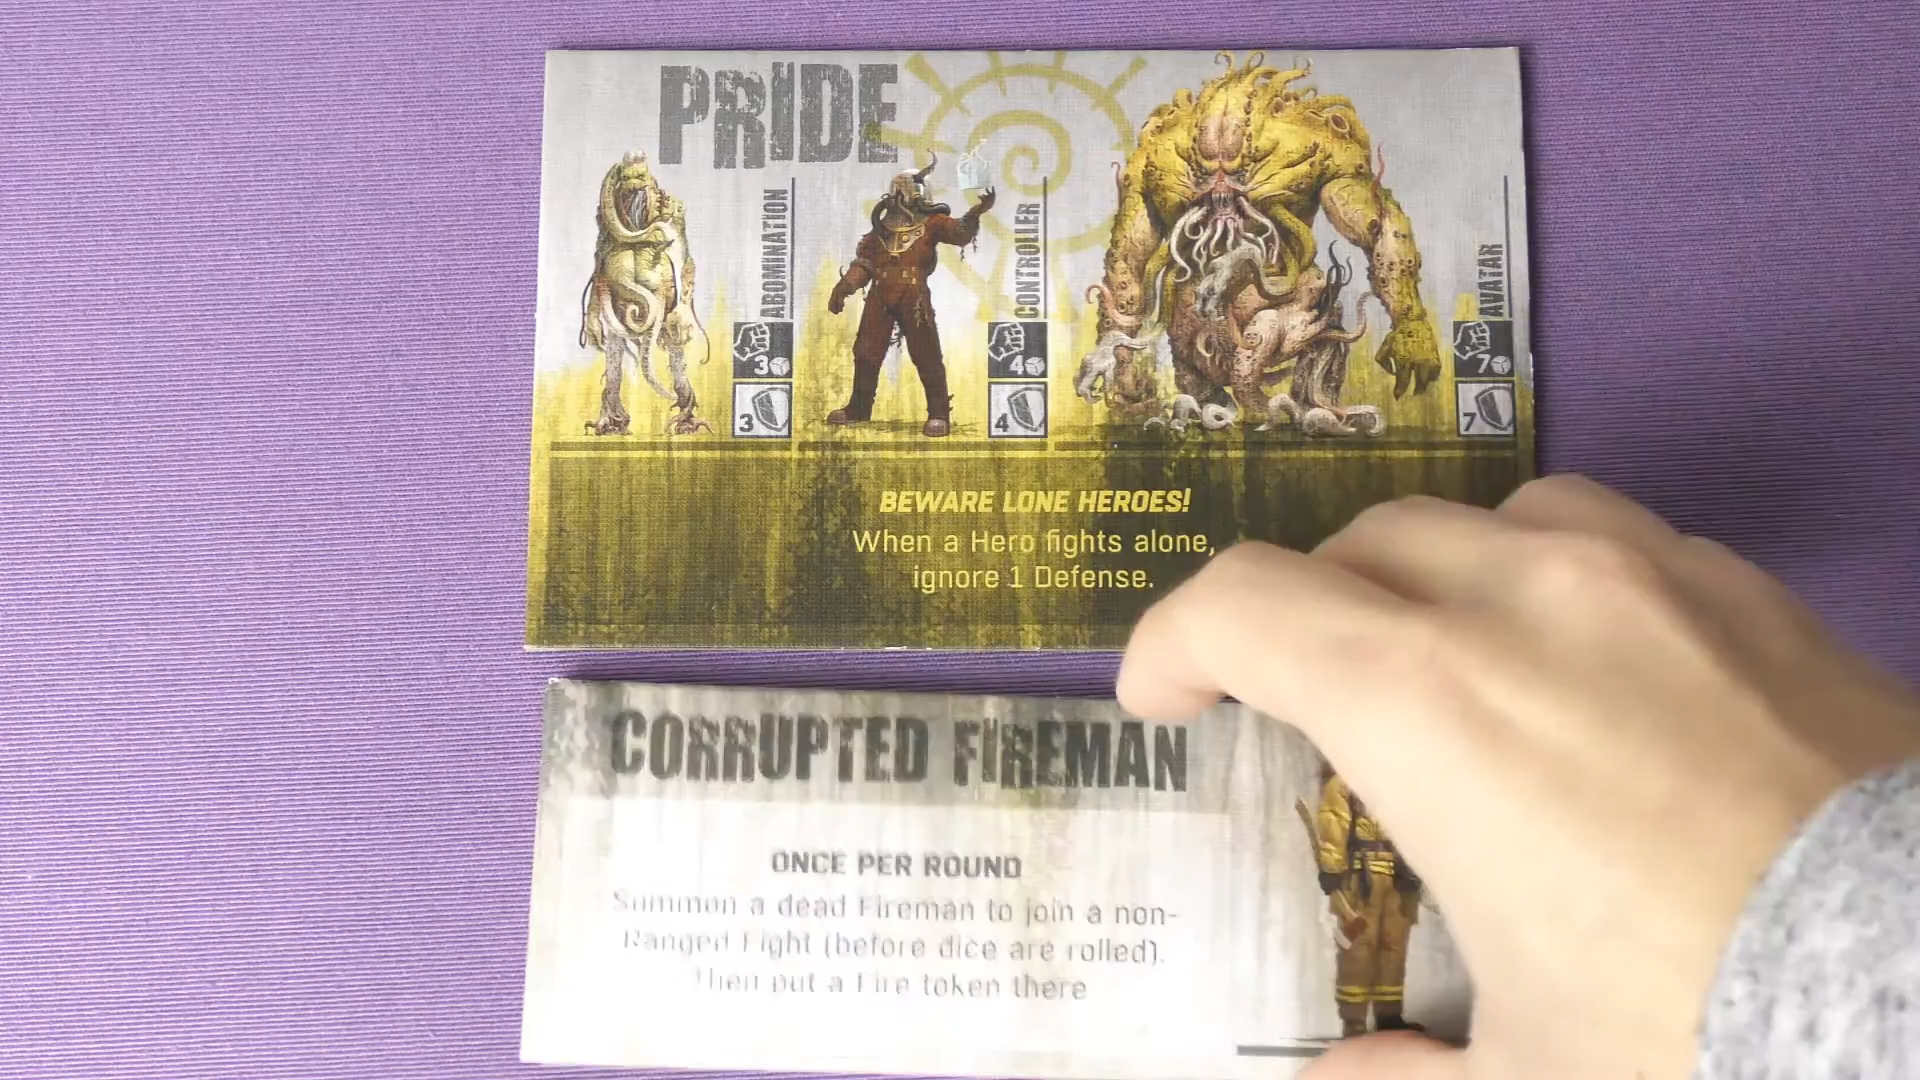 PRIDE
ABOMINATION
3
3
CONTROLLER
4
4
AVATAR
7
7
BEWARE LONE HEROES!
When a Hero fights alone,
ignore 1 Defense.
CORRUPTED FIREMAN
ONCE PER ROUND
Summon a dead Fireman to join a non-
Ranged Fight (before dice are rolled).
Then put a Fire token there